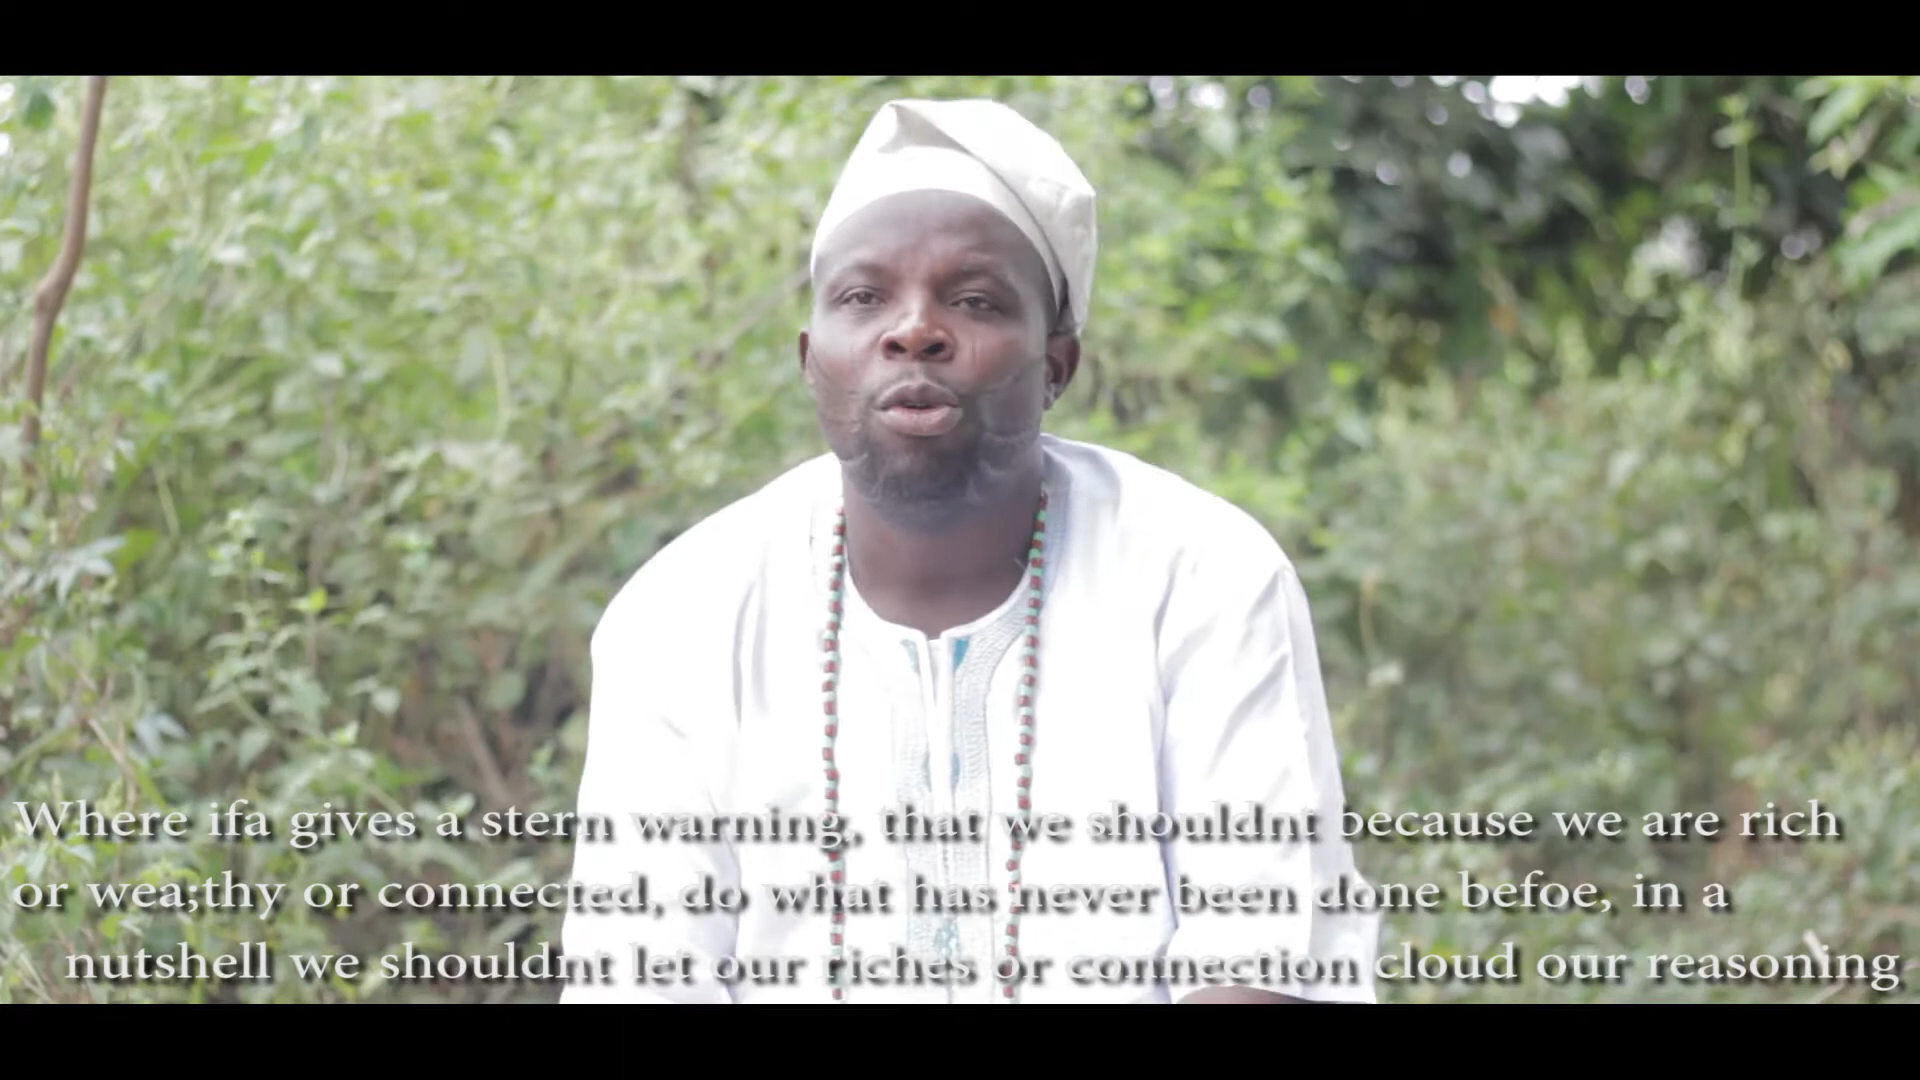 Where ifa gives a stern warning, that we shouldnt because we are rich
or wea;thy or connected, do what has never been done befoe, in a
nutshell we shouldnt let our riches or connection cloud our reasoning